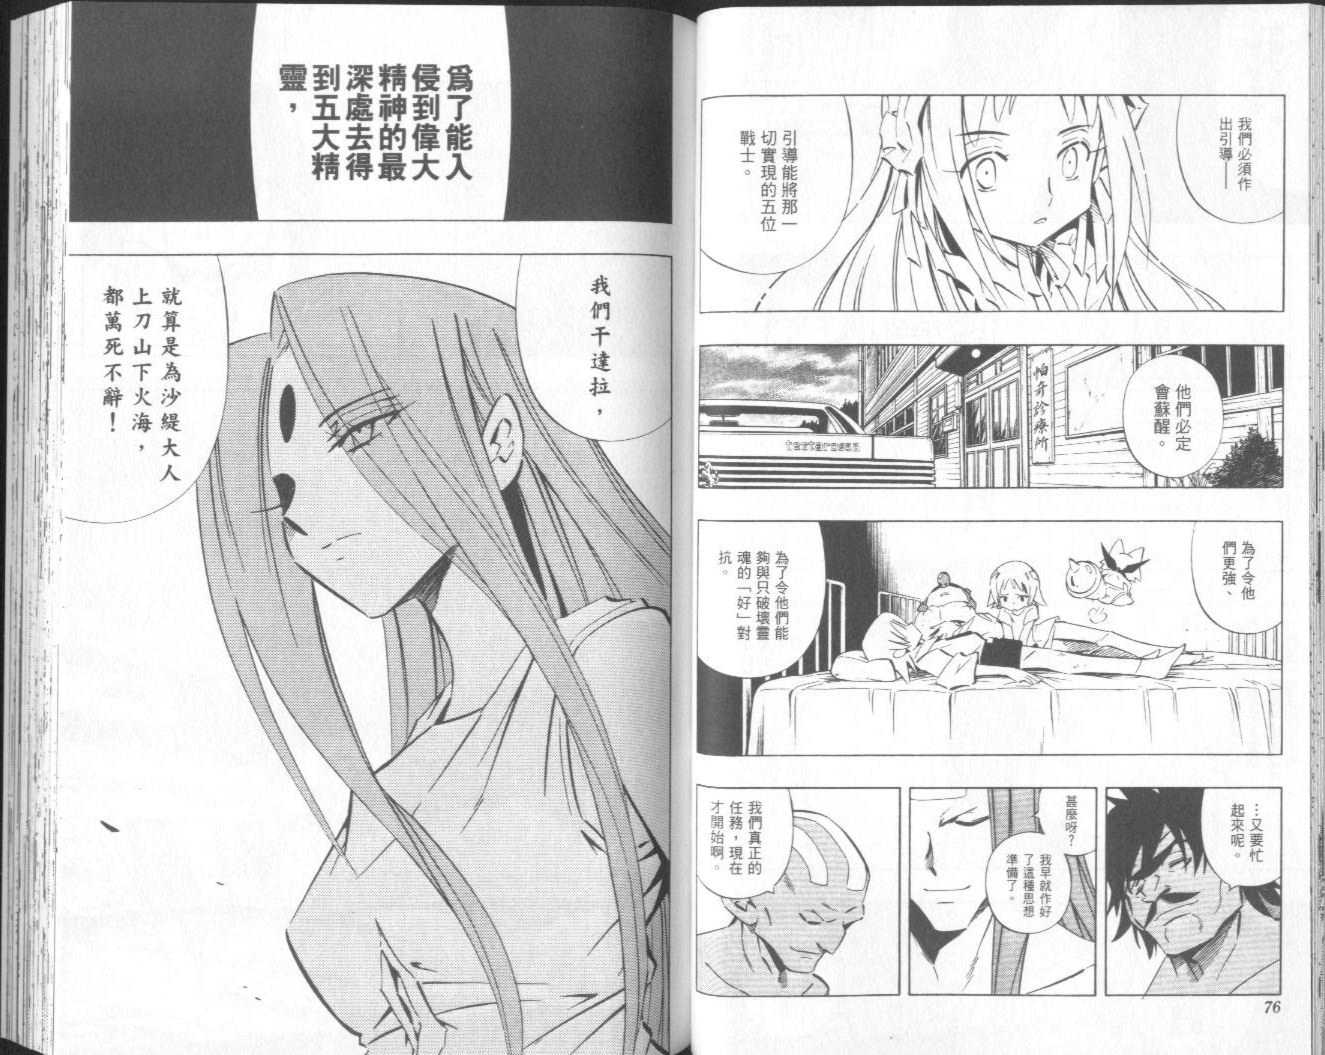 我們必須作
出引導——
引導能將那一
切實現的五位
戰士。
他們必定
會蘇醒。
帕奇診療所
testarossa
為了令他
們更強、
為了令他們能
夠與只破壞靈
魂的「好」對
抗。
…又要忙
起來呢。
甚麼呀?
我早就作好
了這種思想
準備了。
我們真正的
任務，現在
才開始啊。
76
爲了能入
侵到偉大
精神的最
深處去得
到五大精
靈，
我們干達拉，
就算是為沙緹大人
上刀山下火海，
都萬死不辭！